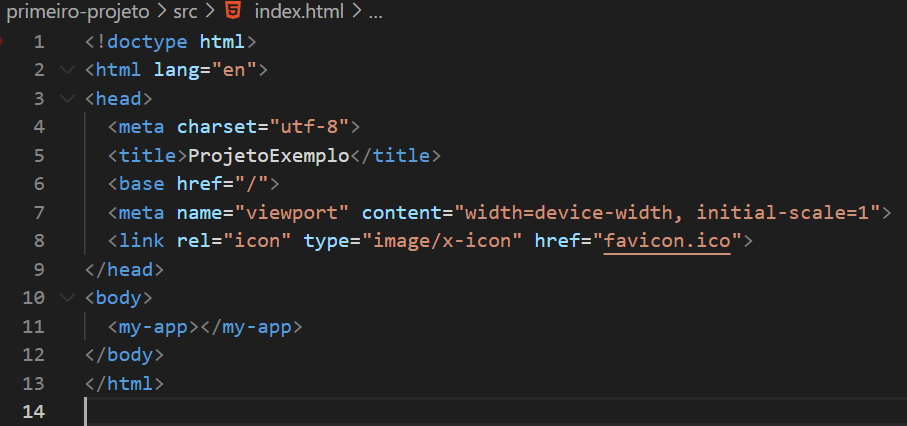 primeiro-projeto > src > index.html > ...
1 <!doctype html>
2 <html lang="en">
3 <head>
4   <meta charset="utf-8">
5   <title>ProjetoExemplo</title>
6   <base href="/">
7   <meta name="viewport" content="width=device-width, initial-scale=1">
8   <link rel="icon" type="image/x-icon" href="favicon.ico">
9 </head>
10 <body>
11   <my-app></my-app>
12 </body>
13 </html>
14